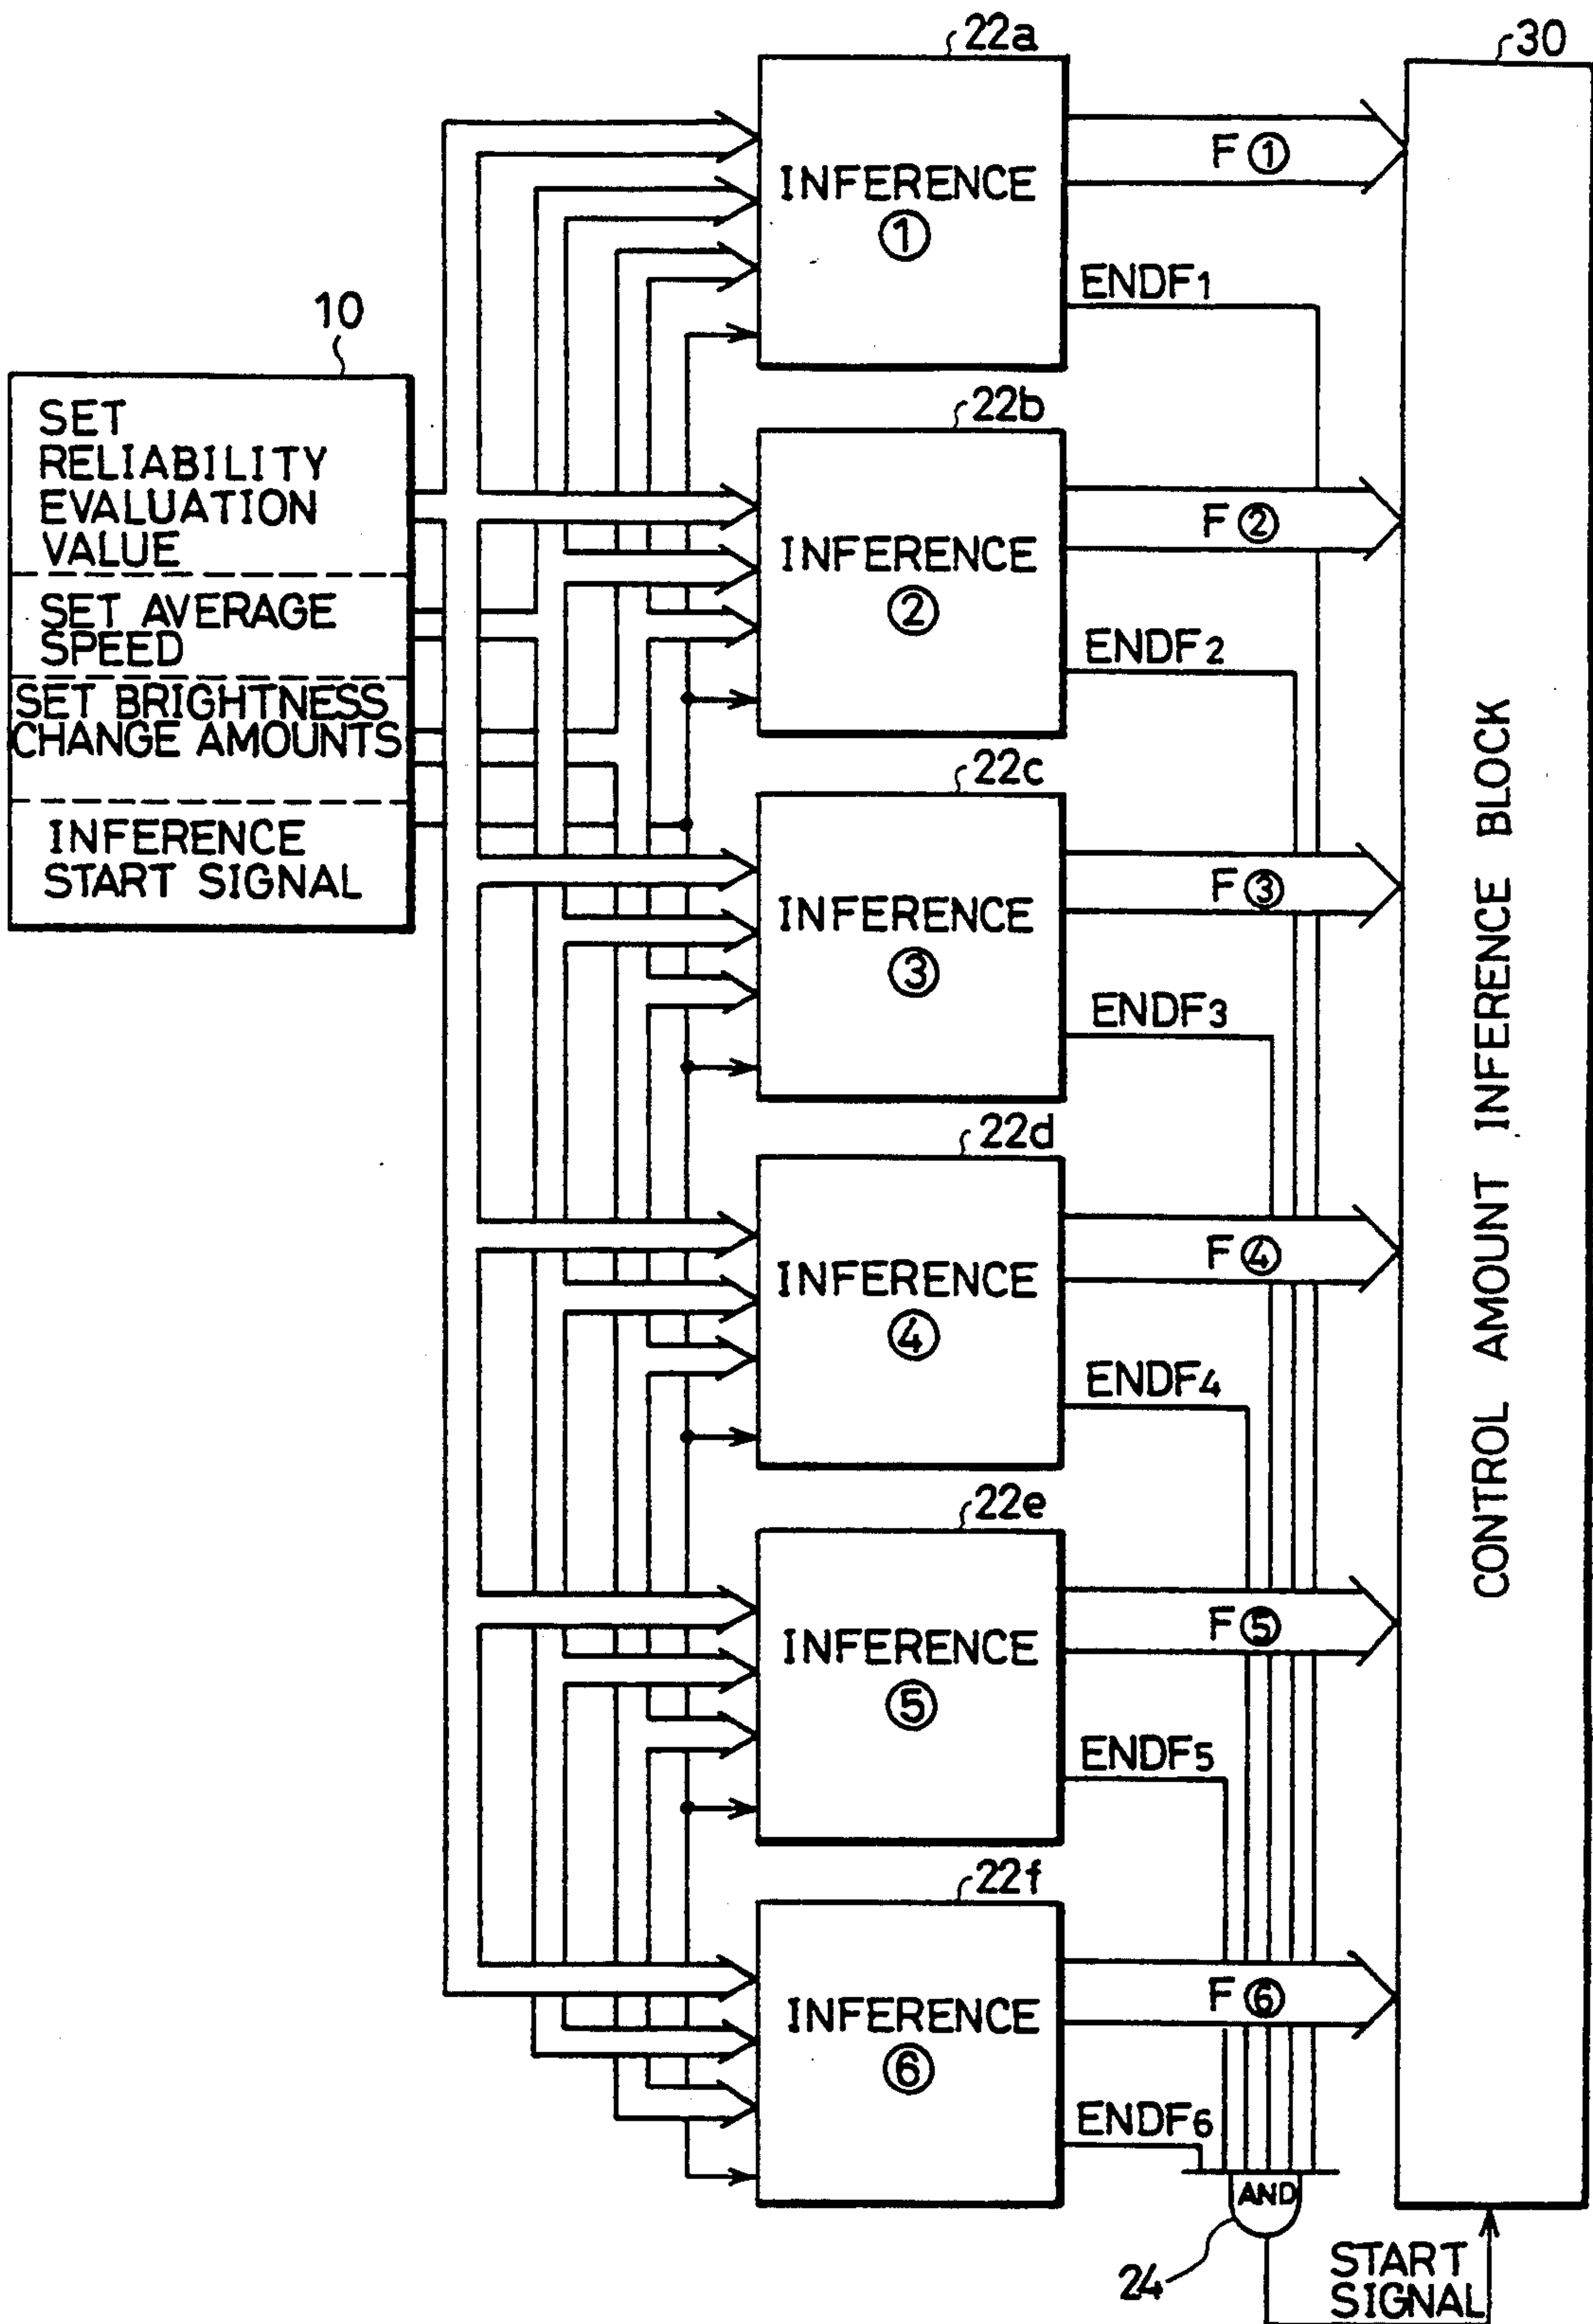 22a
30
INFERENCE
①
F①
ENDF1
10
SET
RELIABILITY
EVALUATION
VALUE
SET AVERAGE
SPEED
SET BRIGHTNESS
CHANGE AMOUNTS
INFERENCE
START SIGNAL
22b
INFERENCE
②
F②
ENDF2
22c
INFERENCE
③
F③
ENDF3
22d
INFERENCE
④
F④
ENDF4
22e
INFERENCE
⑤
F⑤
ENDF5
22f
INFERENCE
⑥
F⑥
ENDF6
CONTROL AMOUNT INFERENCE BLOCK
AND
24
START
SIGNAL